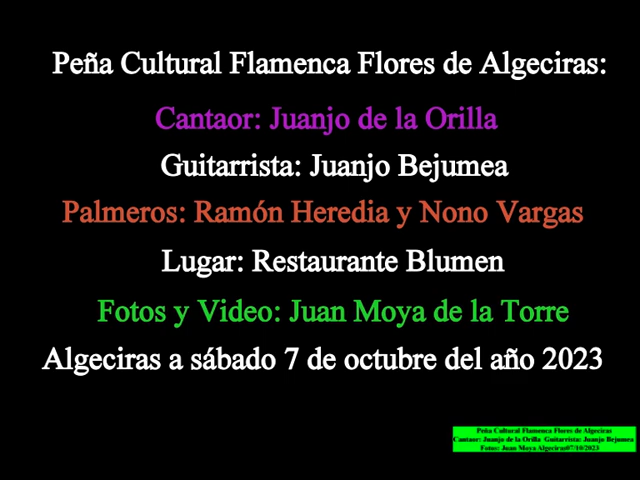 Peña Cultural Flamenca Flores de Algeciras:
Cantaor: Juanjo de la Orilla
Guitarrista: Juanjo Bejumea
Palmeros: Ramón Heredia y Nono Vargas
Lugar: Restaurante Blumen
Fotos y Video: Juan Moya de la Torre
Algeciras a sábado 7 de octubre del año 2023
Peña Cultural Flamenca Flores de Algeciras
Cantaor: Juanjo de la Orilla Guitarrista: Juanjo Bejumea
Fotos: Juan Moya Algeciras07/10/2023